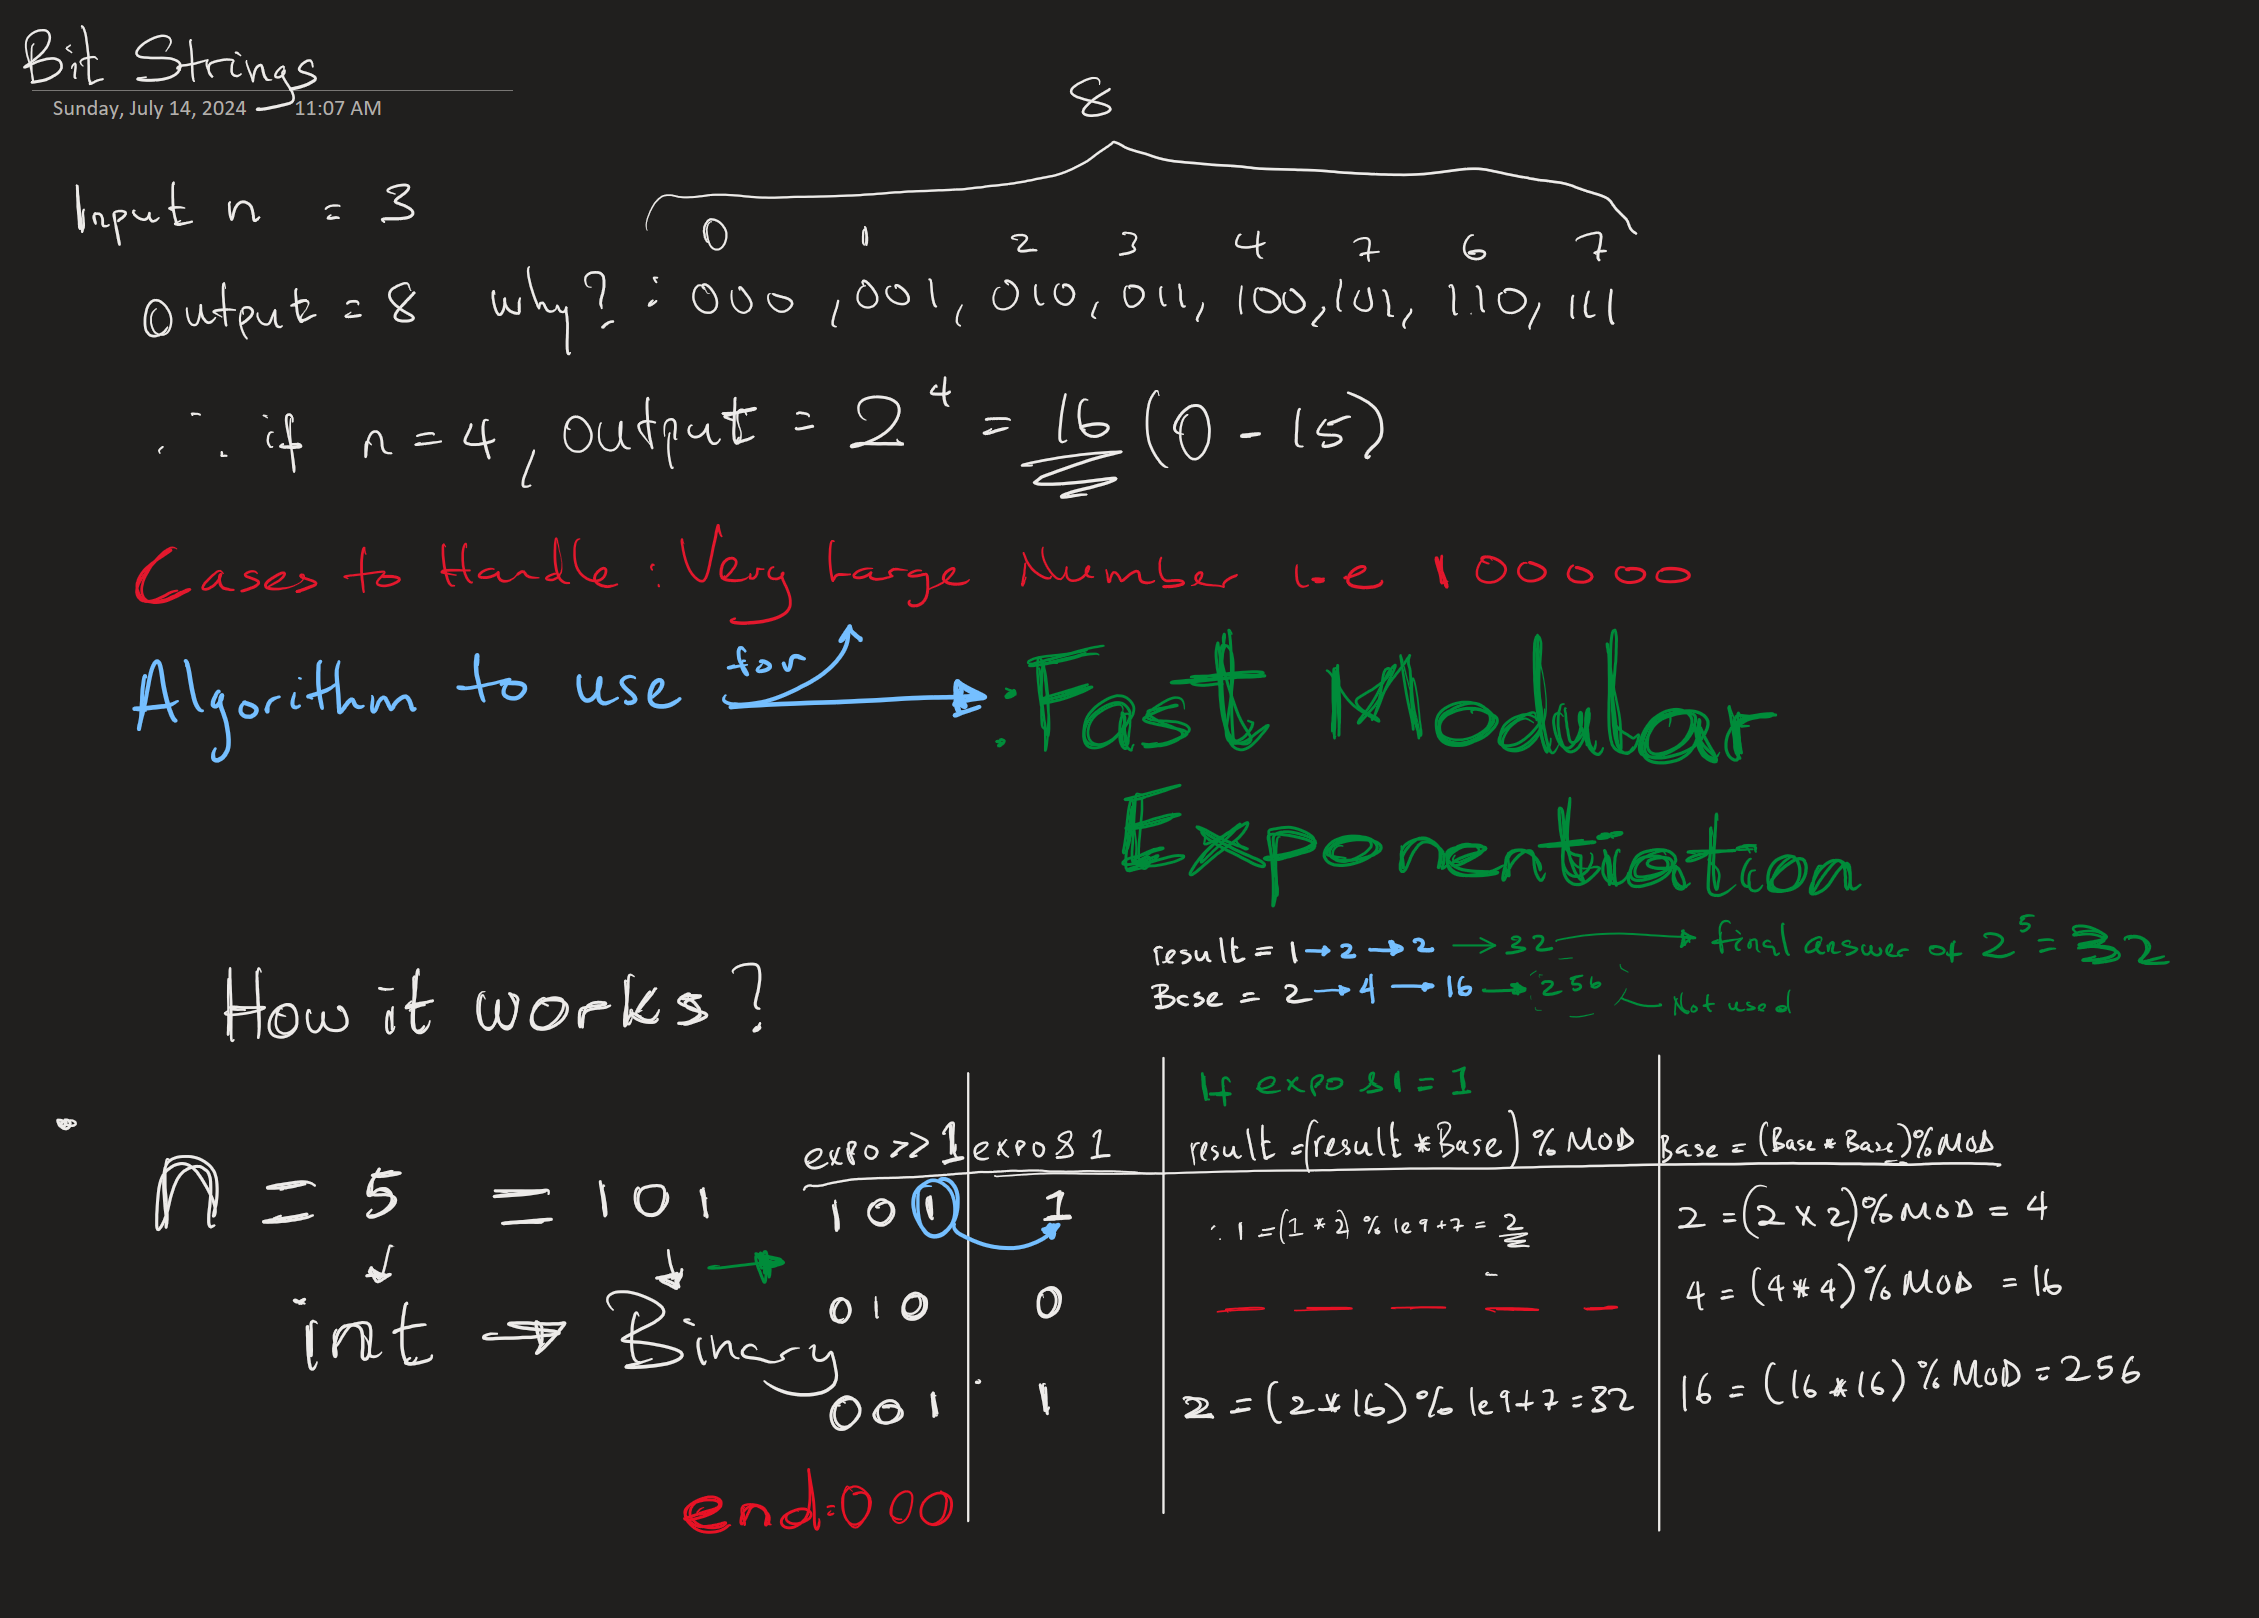 Bit Strings
Sunday, July 14, 2024 11:07 AM
8
Input n = 3
0 1 2 3 4 7 6 7
Output = 8 why? : 000 , 001, 010, 011, 100, 101, 110, 111
∴ if n = 4, output = 2^4 = 16 (0 - 15)
Cases to Handle : Very Large Number i.e 100000
Algorithm to use for : Fast Modular
Exponentiation
result = 1 → 2 → 2 → 32 → final answer of 2^5 = 32
Base = 2 → 4 → 16 → 256 Not used
How it works?
If expo & 1 = 1
expo >> 1 expo & 1 result = (result * Base) % MOD Base = (Base * Base) % MOD
n = 5 = 101
101 1 ∴ 1 = (1 * 2) % 1e9+7 = 2 2 = (2 x 2) % MOD = 4
int → Binary
010 0 — — — — — 4 = (4 * 4) % MOD = 16
001 1 2 = (2 * 16) % 1e9+7 = 32 16 = (16 * 16) % MOD = 256
end: 000